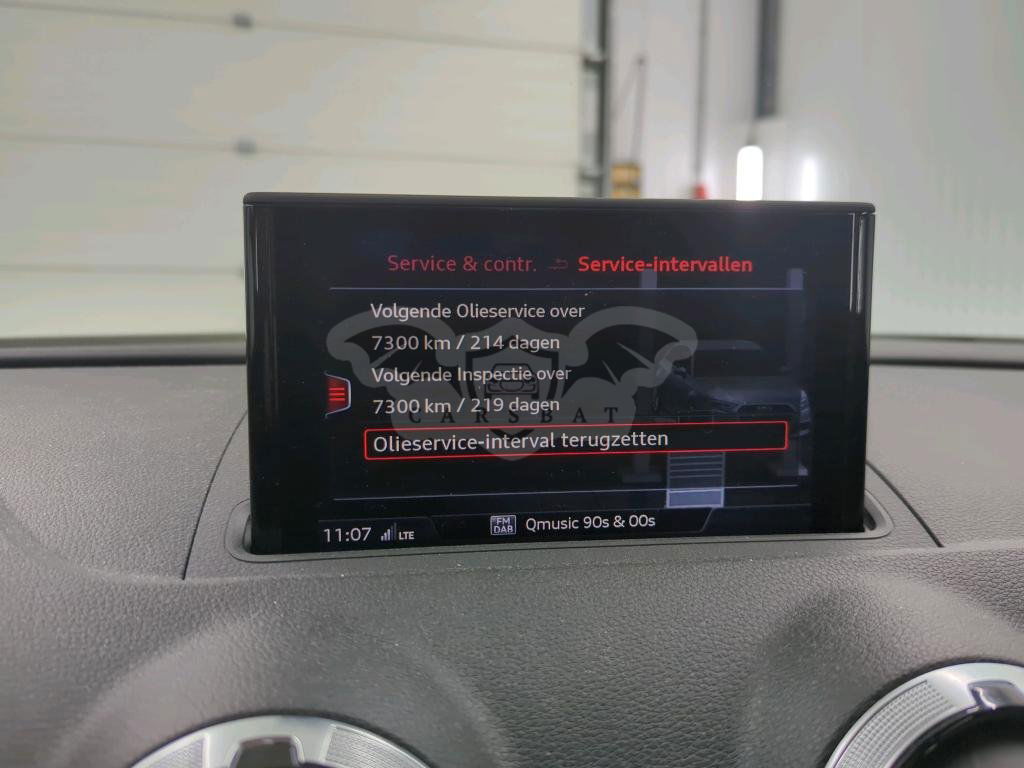 Service & contr. Service-intervallen
Volgende Olieservice over
7300 km / 214 dagen
Volgende Inspectie over
7300 km / 219 dagen
CARSBAT
Olieservice-interval terugzetten
11:07 LTE FM DAB Qmusic 90s & 00s